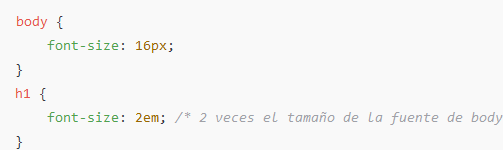 body {
    font-size: 16px;
}
h1 {
    font-size: 2em; /* 2 veces el tamaño de la fuente de body
}